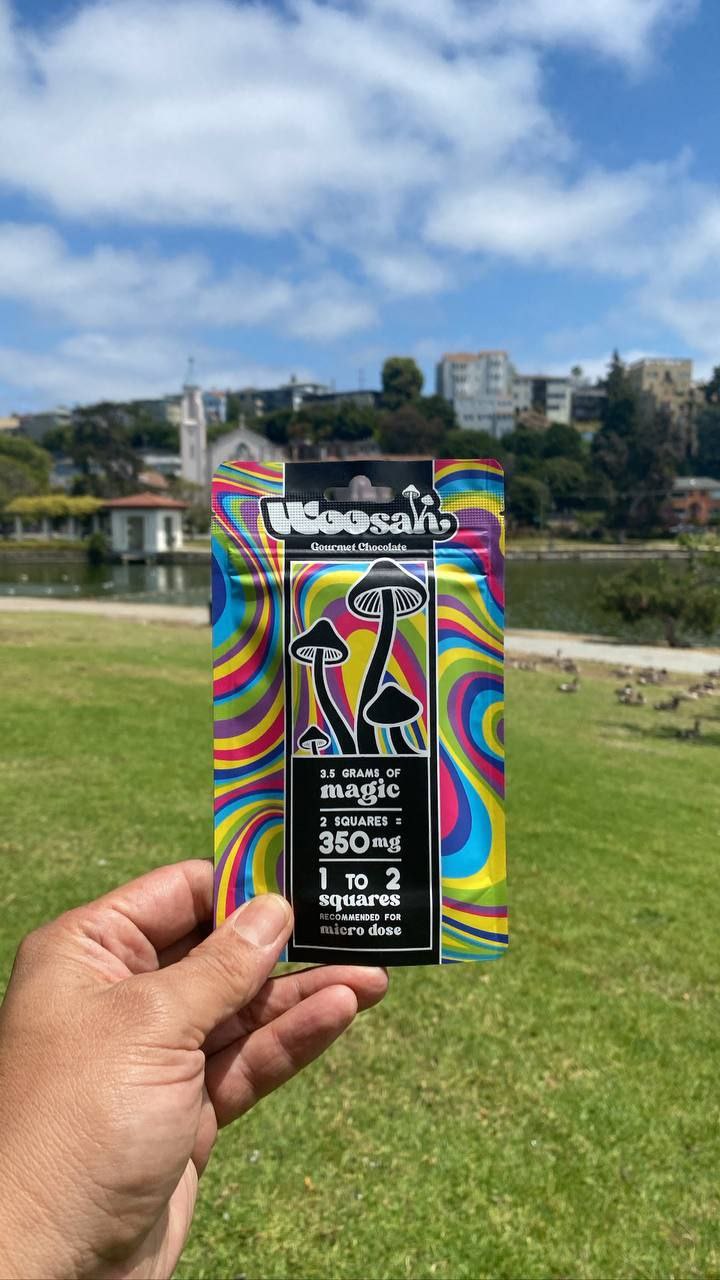 Woosah
Gourmet Chocolate
3.5 GRAMS OF
magic
2 SQUARES =
350mg
1 TO 2
squares
RECOMMENDED FOR
micro dose